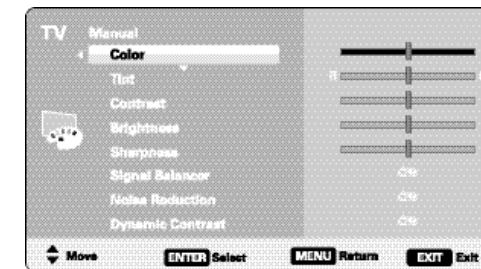 TV Manual
Color
Tint
Contrast
Brightness
Sharpness
Signal Balancer
Noise Reduction
Dynamic Contrast
Move ENTER Select MENU Return EXIT Exit